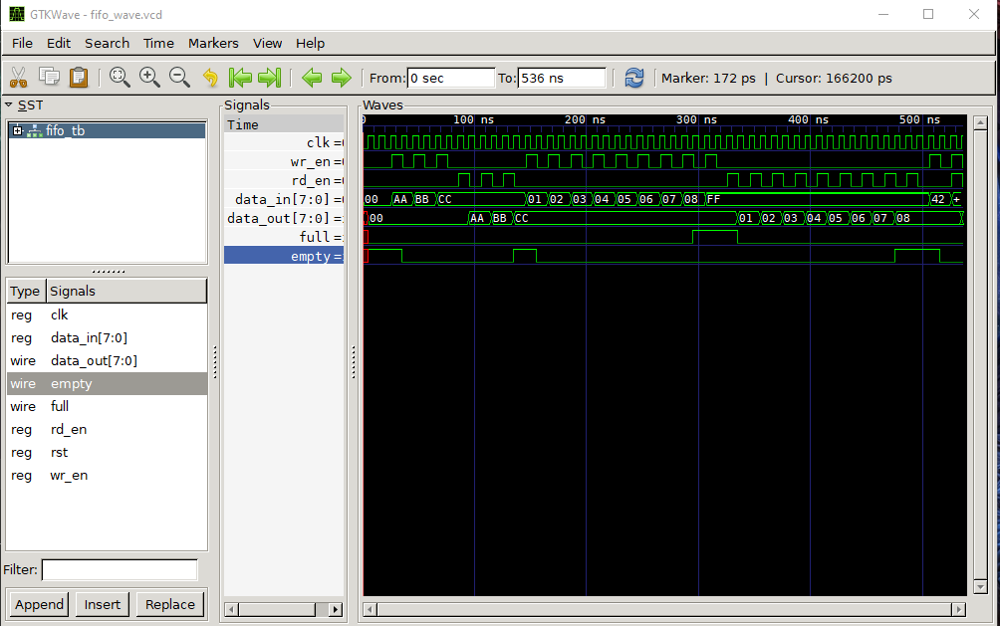 GTKWave - fifo_wave.vcd
File Edit Search Time Markers View Help
From: 0 sec To: 536 ns Marker: 172 ps | Cursor: 166200 ps
SST
fifo_tb
Type Signals
reg clk
reg data_in[7:0]
wire data_out[7:0]
wire empty
wire full
reg rd_en
reg rst
reg wr_en
Filter:
Append Insert Replace
Signals
Time
clk =
wr_en =
rd_en =
data_in[7:0] =
data_out[7:0] =
full =
empty =
Waves
100 ns 200 ns 300 ns 400 ns 500 ns
00 AA BB CC 01 02 03 04 05 06 07 08 FF 42 +
00 AA BB CC 01 02 03 04 05 06 07 08